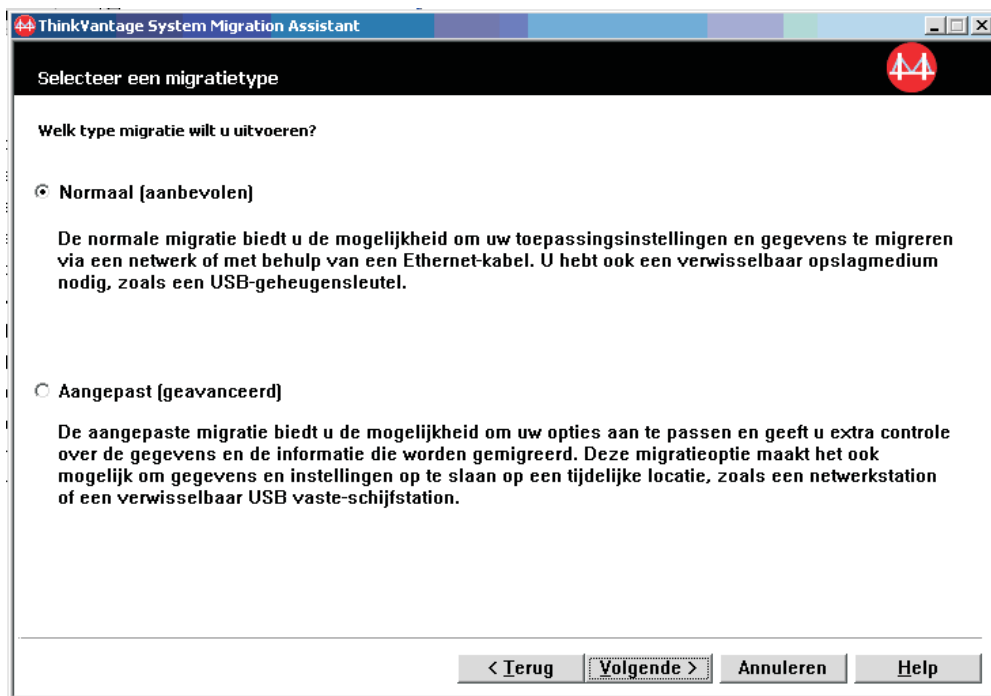 ThinkVantage System Migration Assistant
Selecteer een migratietype
Welk type migratie wilt u uitvoeren?
Normaal (aanbevolen)
De normale migratie biedt u de mogelijkheid om uw toepassingsinstellingen en gegevens te migreren
via een netwerk of met behulp van een Ethernet-kabel. U hebt ook een verwisselbaar opslagmedium
nodig, zoals een USB-geheugensleutel.
Aangepast (geavanceerd)
De aangepaste migratie biedt u de mogelijkheid om uw opties aan te passen en geeft u extra controle
over de gegevens en de informatie die worden gemigreerd. Deze migratieoptie maakt het ook
mogelijk om gegevens en instellingen op te slaan op een tijdelijke locatie, zoals een netwerkstation
of een verwisselbaar USB vaste-schijfstation.
< Terug Volgende > Annuleren Help